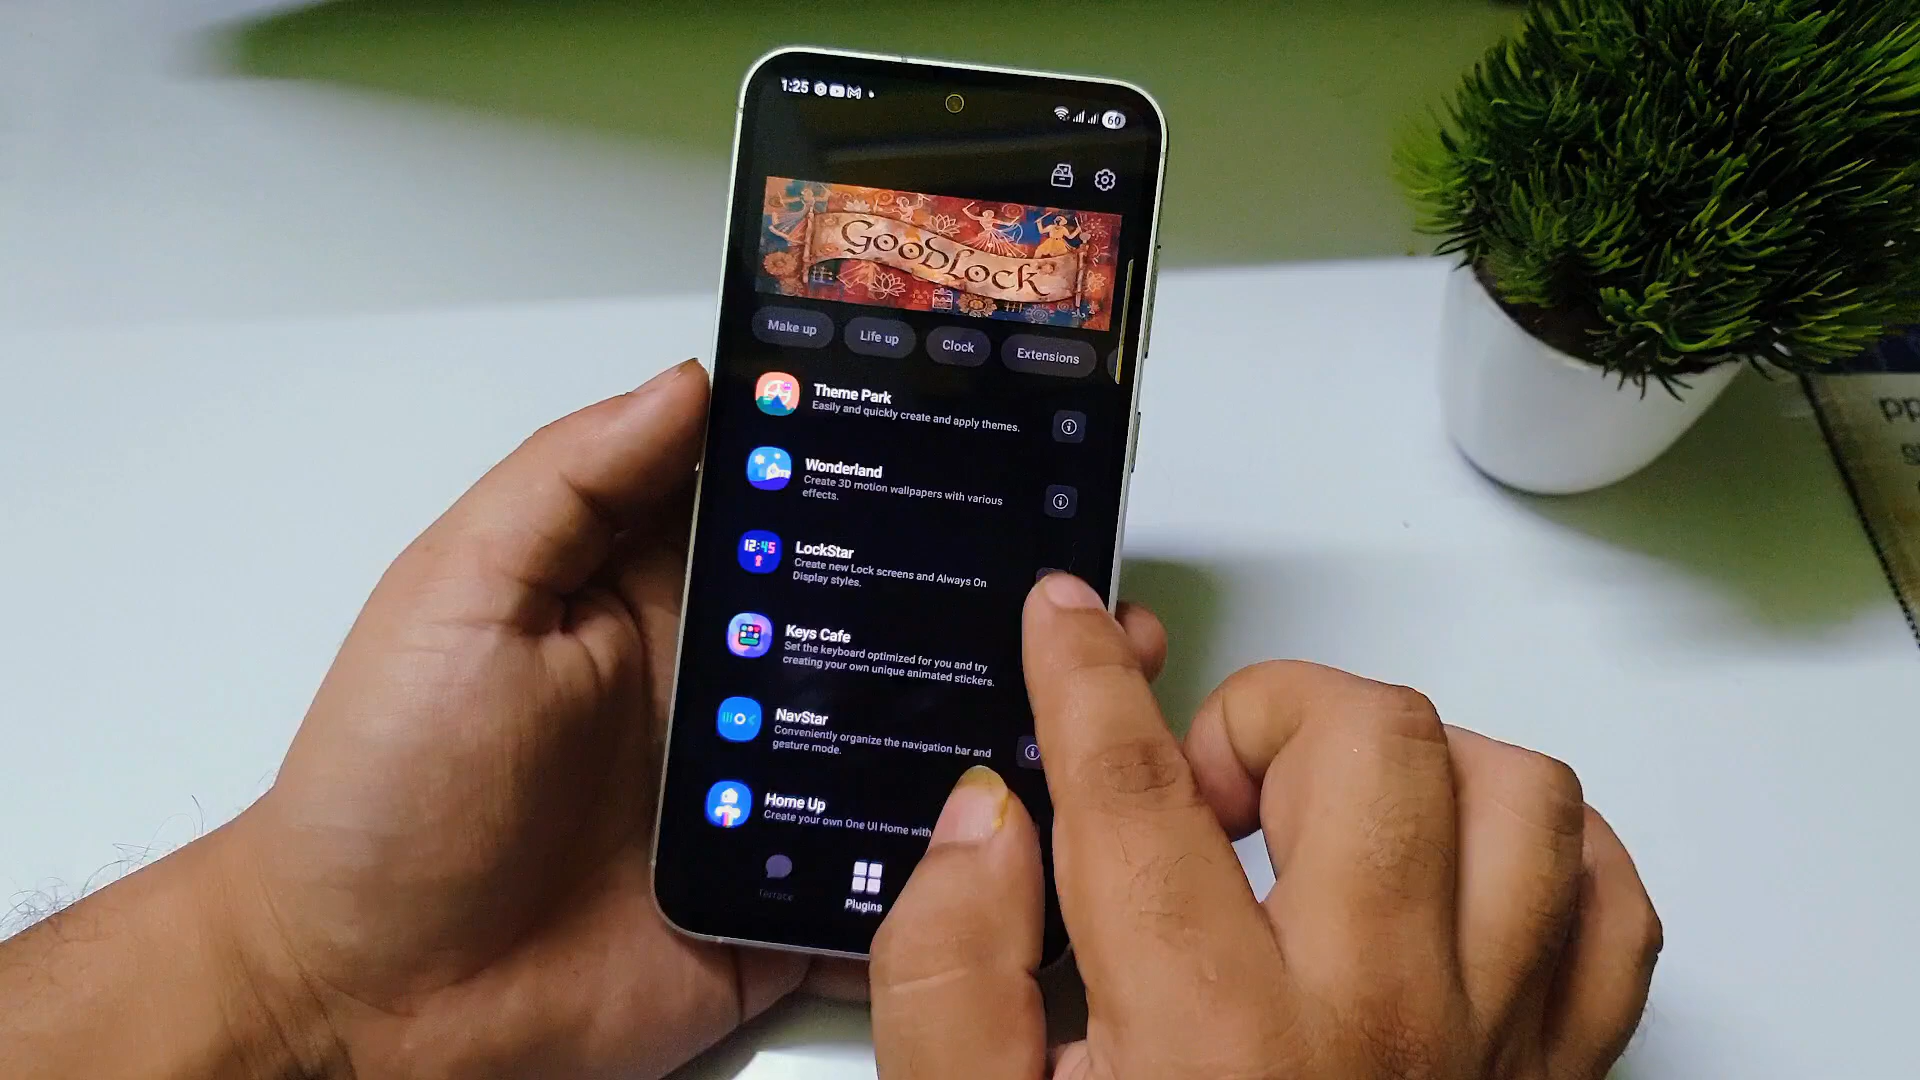 1:25
60
GOODLOCK
Make up
Life up
Clock
Extensions
Theme Park
Easily and quickly create and apply themes.
Wonderland
Create 3D motion wallpapers with various
effects.
12:45
LockStar
Create new Lock screens and Always On
Display styles.
Keys Cafe
Set the keyboard optimized for you and try
creating your own unique animated stickers.
NavStar
Conveniently organize the navigation bar and
gesture mode.
Home Up
Create your own One UI Home with
Terrace
Plugins